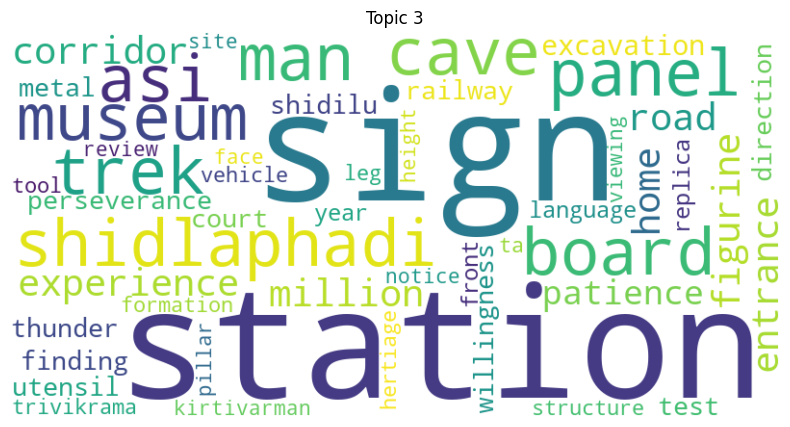 Topic 3
corridor
site
man
cave
excavation
asi
panel
metal
museum
shidilu
railway
sign
road
direction
review
trek
face
vehicle
leg
height
viewing
home
replica
tool
perseverance
court
year
language
figurine
shidlaphadi
board
ta
entrance
experience
million
notice
front
willingness
patience
formation
station
thunder
finding
pillar
hertiage
utensil
trivikrama
kirtivarman
structure
test